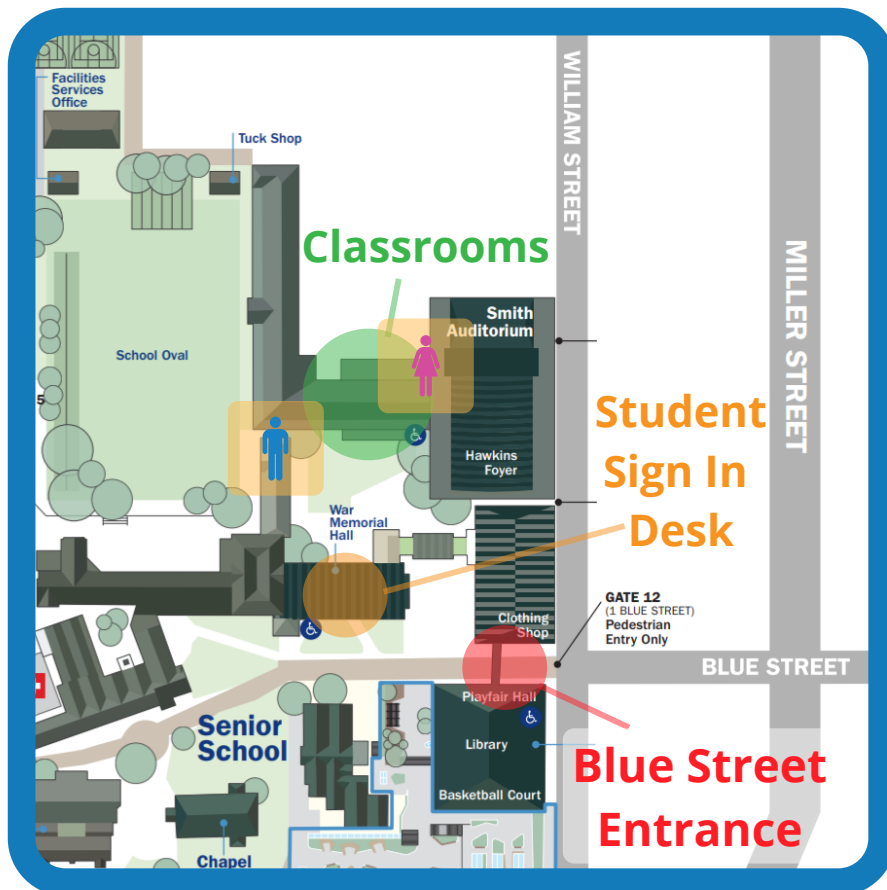 Facilities
Services
Office
Tuck Shop
WILLIAM STREET
MILLER STREET
Classrooms
Smith
Auditorium
School Oval
5
Student
Sign In
Desk
Hawkins
Foyer
War
Memorial
Hall
GATE 12
(1 BLUE STREET)
Pedestrian
Entry Only
Clothing
Shop
BLUE STREET
Playfair Hall
Senior
School
Library
Blue Street
Entrance
Basketball Court
Chapel